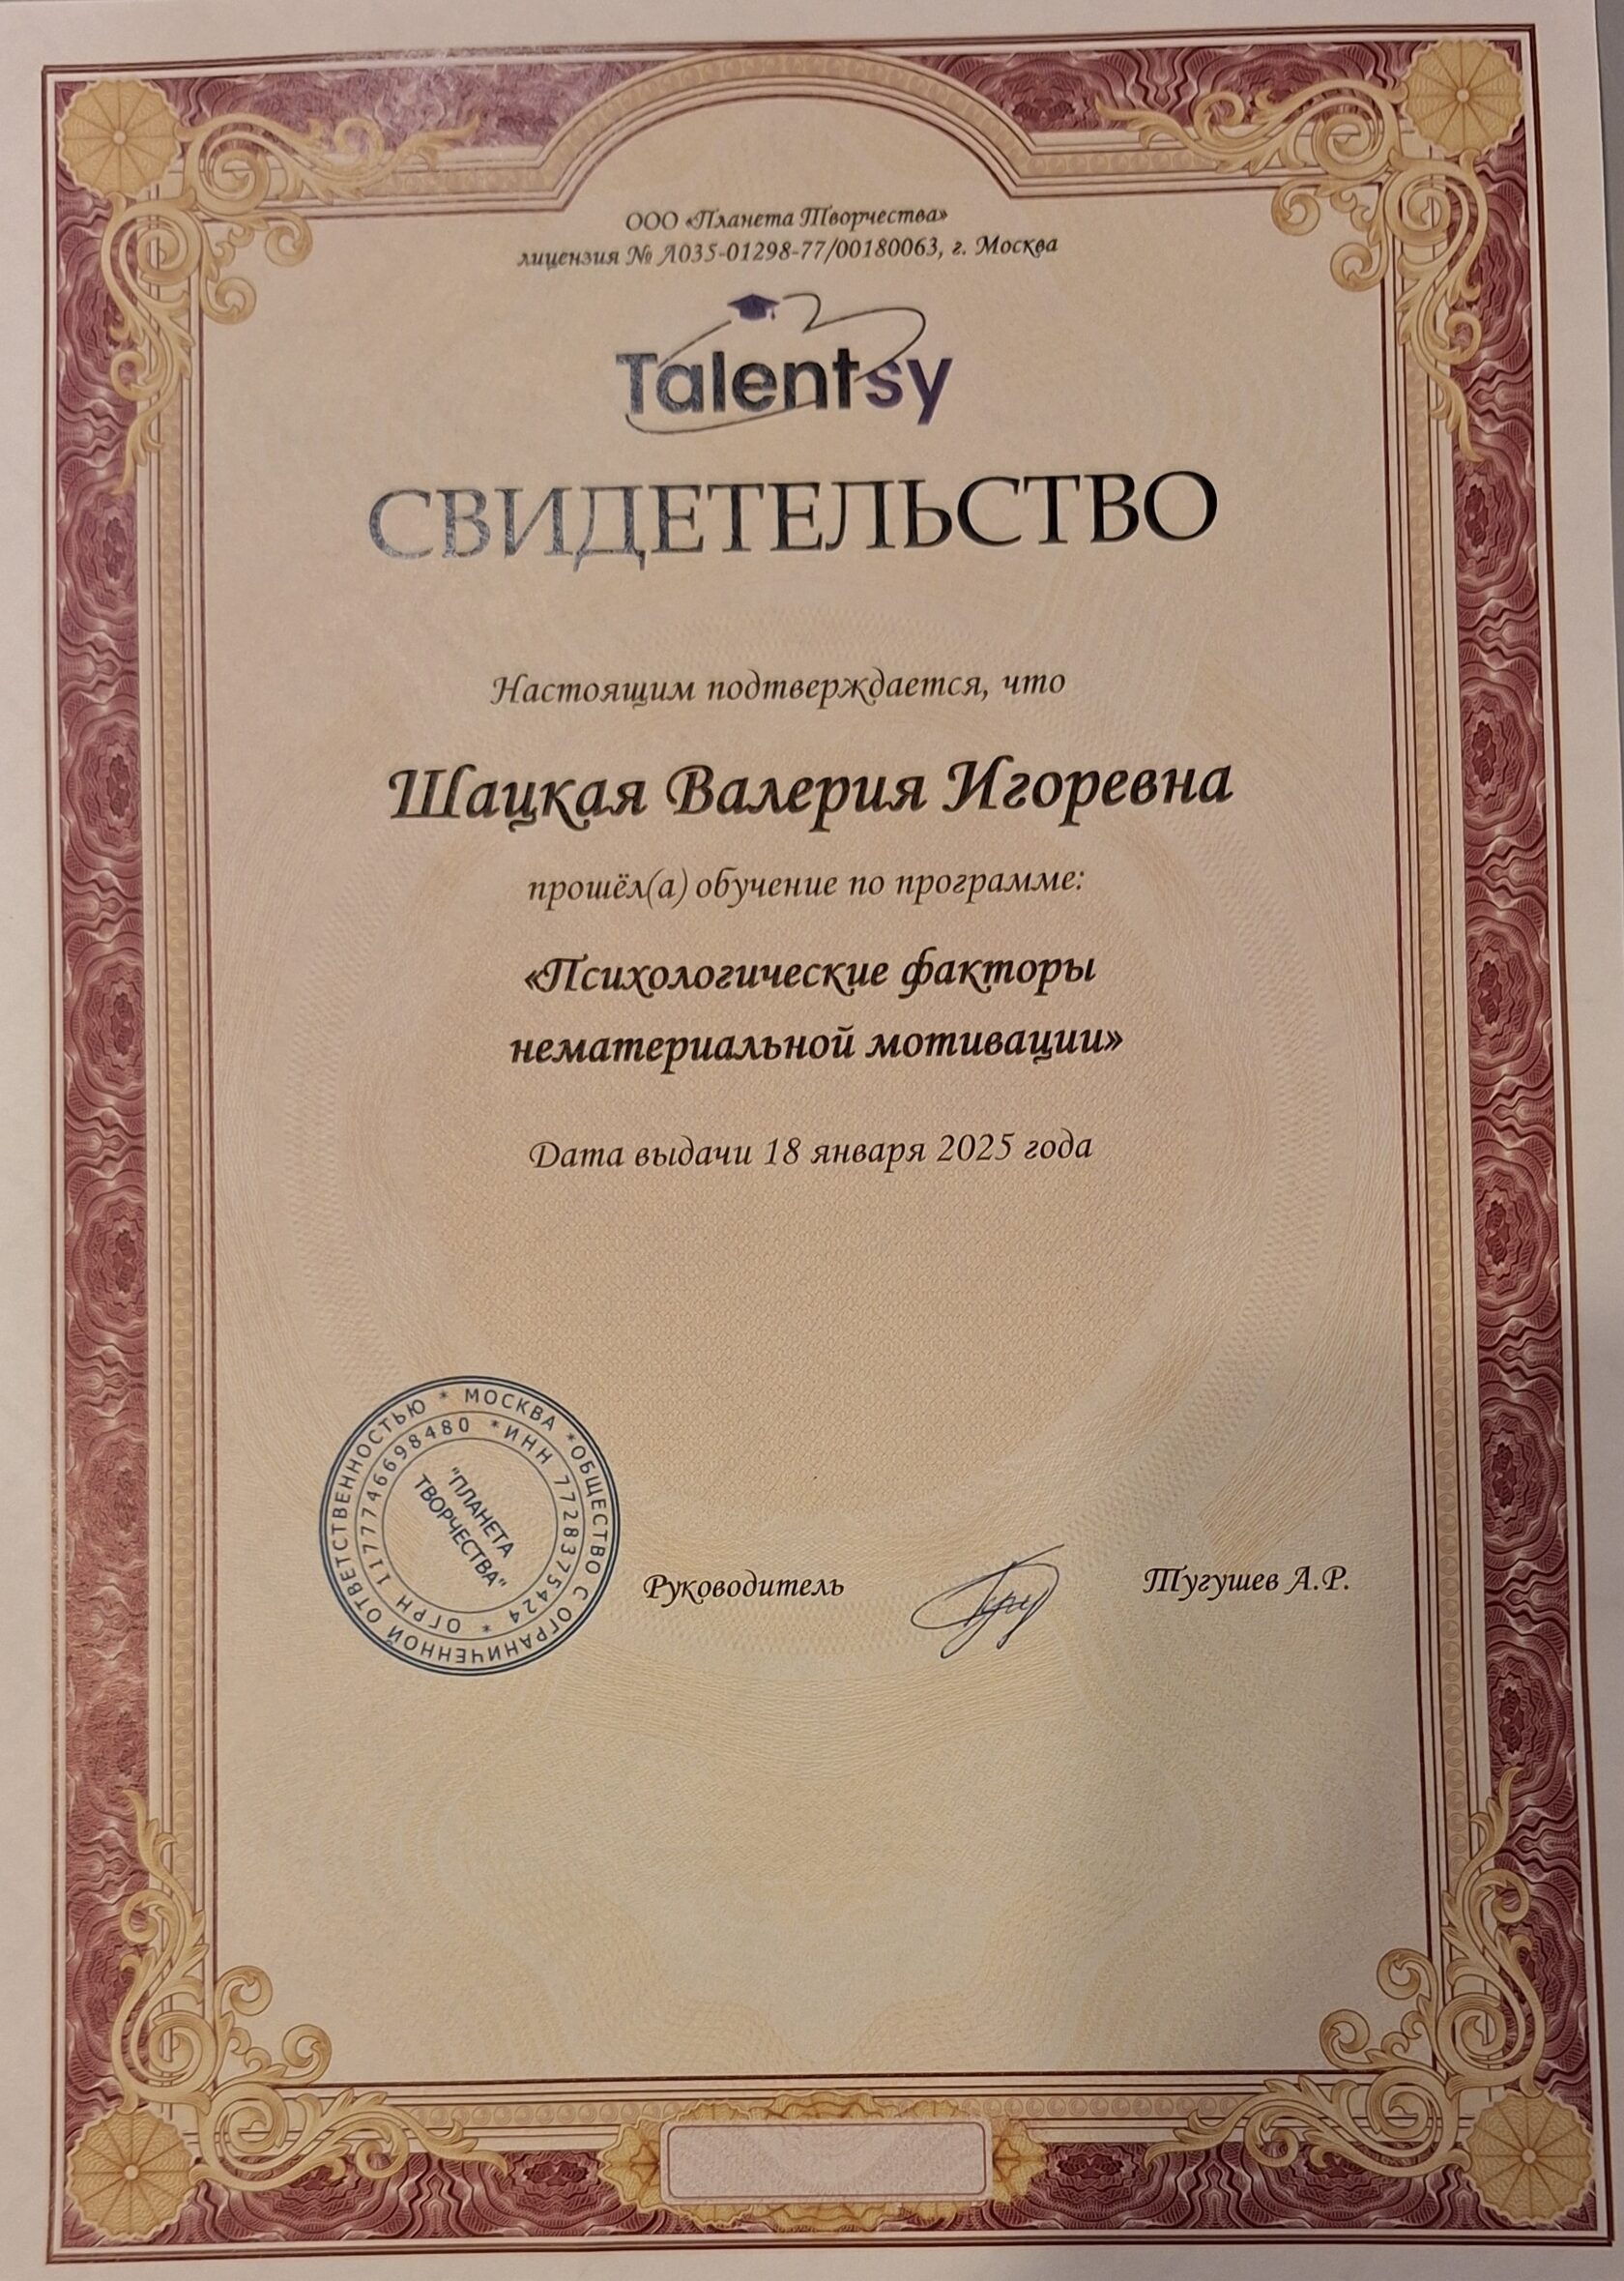 ООО «Планета Творчества»
лицензия № Л035-01298-77/00180063, г. Москва
Talentsy
СВИДЕТЕЛЬСТВО
Настоящим подтверждается, что
Шацкая Валерия Игоревна
прошёл(а) обучение по программе:
«Психологические факторы
нематериальной мотивации»
Дата выдачи 18 января 2025 года
* МОСКВА * ОБЩЕСТВО С ОГРАНИЧЕННОЙ ОТВЕТСТВЕННОСТЬЮ
* ИНН 7728375424 * ОГРН 1177746698480
"ПЛАНЕТА
ТВОРЧЕСТВА"
Руководитель
Тугушев А.Р.